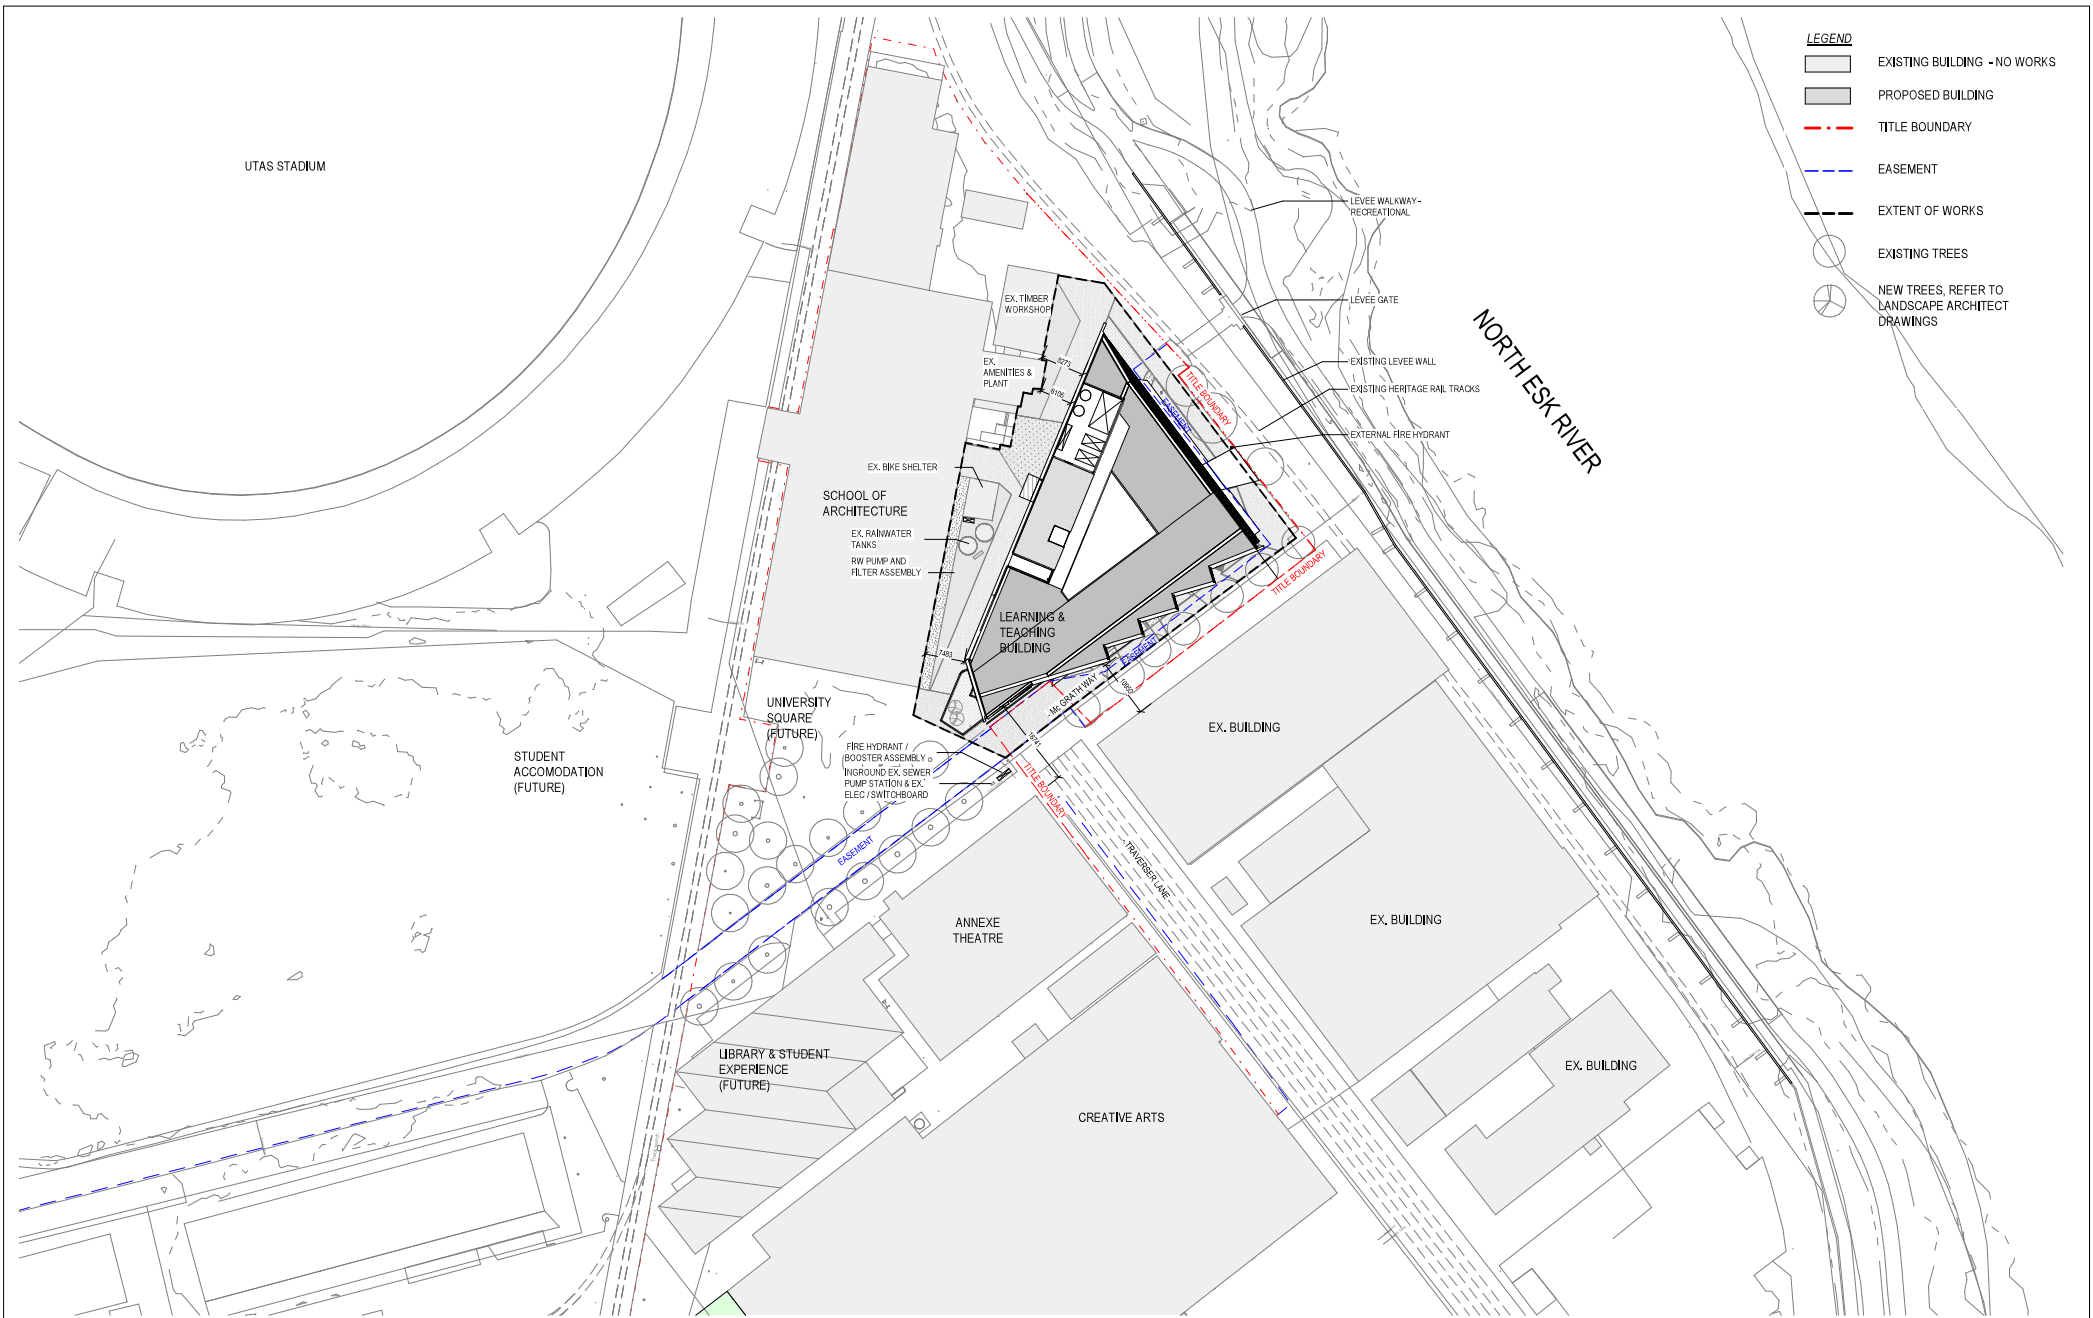 LEGEND
EXISTING BUILDING - NO WORKS
PROPOSED BUILDING
TITLE BOUNDARY
EASEMENT
EXTENT OF WORKS
EXISTING TREES
NEW TREES, REFER TO
LANDSCAPE ARCHITECT
DRAWINGS
UTAS STADIUM
LEVEE WALKWAY -
RECREATIONAL
LEVEE GATE
EXISTING LEVEE WALL
EXISTING HERITAGE RAIL TRACKS
EXTERNAL FIRE HYDRANT
NORTH ESK RIVER
EX. TIMBER
WORKSHOP
EX.
AMENITIES &
PLANT
8273
6106
TITLE BOUNDARY
EASEMENT
EX. BIKE SHELTER
SCHOOL OF
ARCHITECTURE
EX. RAINWATER
TANKS
RW PUMP AND
FILTER ASSEMBLY
TITLE BOUNDARY
LEARNING &
TEACHING
BUILDING
7483
EASEMENT
- Mc GRATH WAY
10650
16741
UNIVERSITY
SQUARE
(FUTURE)
EX. BUILDING
STUDENT
ACCOMODATION
(FUTURE)
FIRE HYDRANT /
BOOSTER ASSEMBLY
INGROUND EX. SEWER
PUMP STATION & EX.
ELEC / SWITCHBOARD
TITLE BOUNDARY
EASEMENT
- TRAVERSER LANE
ANNEXE
THEATRE
EX. BUILDING
LIBRARY & STUDENT
EXPERIENCE
(FUTURE)
EX. BUILDING
CREATIVE ARTS